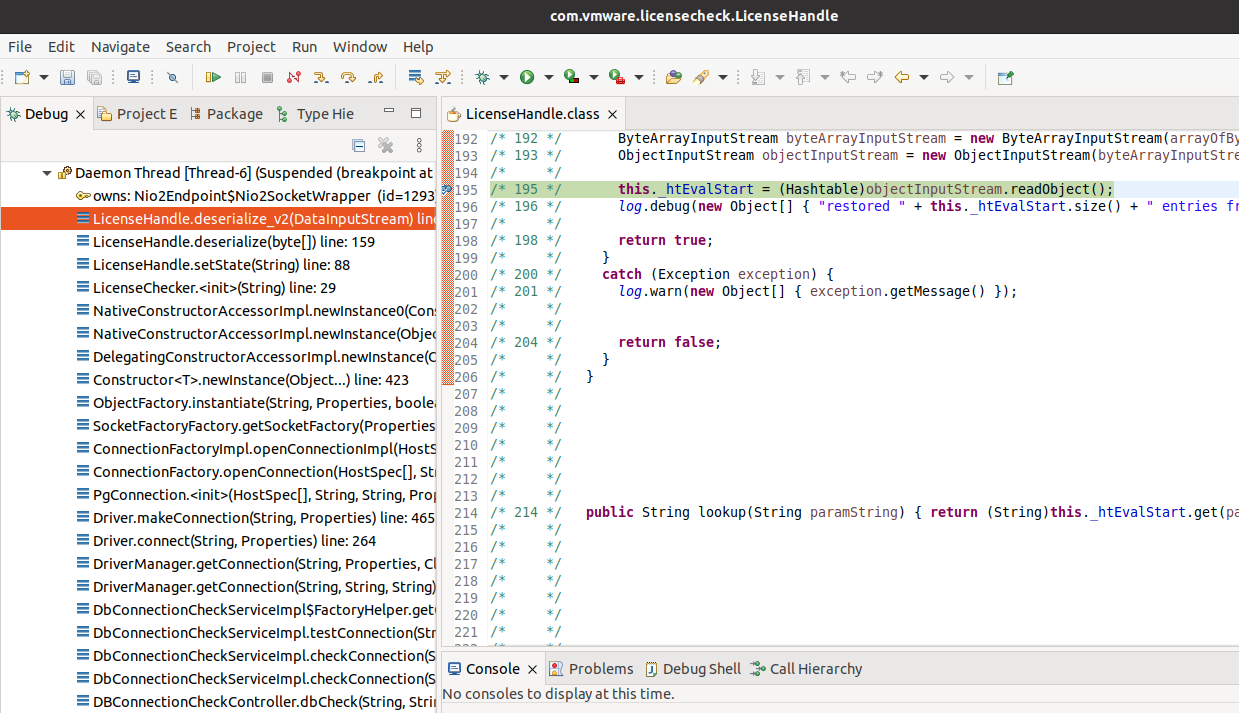 com.vmware.licensecheck.LicenseHandle
File Edit Navigate Search Project Run Window Help
Debug Project E Package Type Hie
Daemon Thread [Thread-6] (Suspended (breakpoint at
owns: Nio2Endpoint$Nio2SocketWrapper (id=1293
LicenseHandle.deserialize_v2(DataInputStream) line
LicenseHandle.deserialize(byte[]) line: 159
LicenseHandle.setState(String) line: 88
LicenseChecker.<init>(String) line: 29
NativeConstructorAccessorImpl.newInstance0(Cons
NativeConstructorAccessorImpl.newInstance(Objec
DelegatingConstructorAccessorImpl.newInstance(O
Constructor<T>.newInstance(Object...) line: 423
ObjectFactory.instantiate(String, Properties, boolea
SocketFactoryFactory.getSocketFactory(Properties
ConnectionFactoryImpl.openConnectionImpl(HostS
ConnectionFactory.openConnection(HostSpec[], Str
PgConnection.<init>(HostSpec[], String, String, Prop
Driver.makeConnection(String, Properties) line: 465
Driver.connect(String, Properties) line: 264
DriverManager.getConnection(String, Properties, Cl
DriverManager.getConnection(String, String, String)
DbConnectionCheckServiceImpl$FactoryHelper.getC
DbConnectionCheckServiceImpl.testConnection(Str
DbConnectionCheckServiceImpl.checkConnection(S
DbConnectionCheckServiceImpl.checkConnection(S
DBConnectionCheckController.dbCheck(String, Strin
LicenseHandle.class
192 /* 192 */ ByteArrayInputStream byteArrayInputStream = new ByteArrayInputStream(arrayOfBy
193 /* 193 */ ObjectInputStream objectInputStream = new ObjectInputStream(byteArrayInputStre
194 /* */
195 /* 195 */ this._htEvalStart = (Hashtable)objectInputStream.readObject();
196 /* 196 */ log.debug(new Object[] { "restored " + this._htEvalStart.size() + " entries fr
197 /* */
198 /* 198 */ return true;
199 /* */ }
200 /* 200 */ catch (Exception exception) {
201 /* 201 */ log.warn(new Object[] { exception.getMessage() });
202 /* */
203 /* */
204 /* 204 */ return false;
205 /* */ }
206 /* */ }
207 /* */
208 /* */
209 /* */
210 /* */
211 /* */
212 /* */
213 /* */
214 /* 214 */ public String lookup(String paramString) { return (String)this._htEvalStart.get(pa
215 /* */
216 /* */
217 /* */
218 /* */
219 /* */
220 /* */
221 /* */
Console Problems Debug Shell Call Hierarchy
No consoles to display at this time.